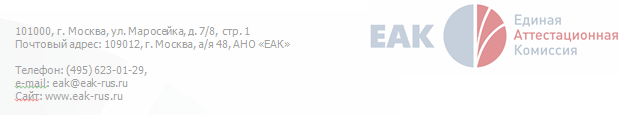 101000, г. Москва, ул. Маросейка, д. 7/8, стр. 1
Почтовый адрес: 109012, г. Москва, а/я 48, АНО «ЕАК»
Телефон: (495) 623-01-29,
e-mail: eak@eak-rus.ru
Сайт: www.eak-rus.ru
ЕАК
Единая
Аттестационная
Комиссия